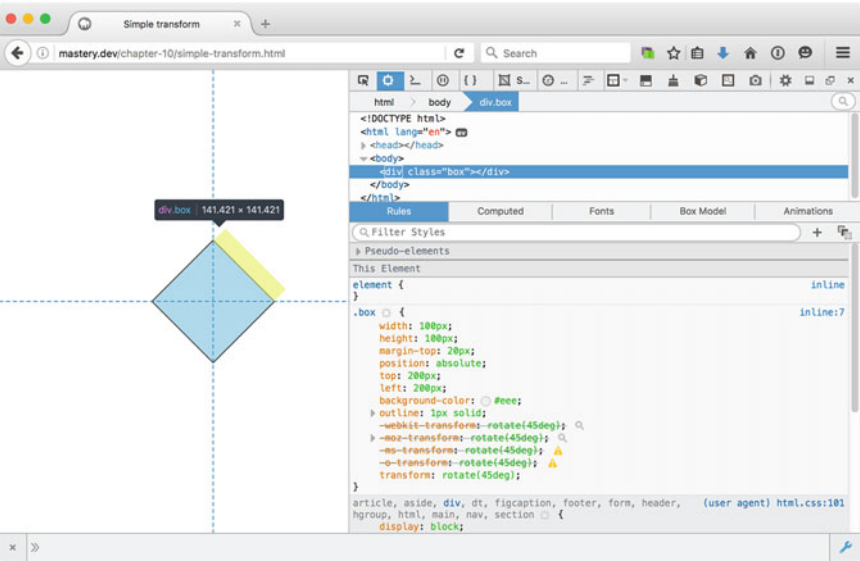 Simple transform
mastery.dev/chapter-10/simple-transform.html
Search
S…
html body div.box
<!DOCTYPE html>
<html lang="en"> ev
<head></head>
<body>
<div class="box"></div>
</body>
</html>
div.box 141.421 × 141.421
Rules Computed Fonts Box Model Animations
Filter Styles
Pseudo-elements
This Element
element { inline
}
.box { inline:7
width: 100px;
height: 100px;
margin-top: 20px;
position: absolute;
top: 200px;
left: 200px;
background-color: #eee;
outline: 1px solid;
-webkit-transform: rotate(45deg);
-moz-transform: rotate(45deg);
-ms-transform: rotate(45deg);
-o-transform: rotate(45deg);
transform: rotate(45deg);
}
article, aside, div, dt, figcaption, footer, form, header, (user agent) html.css:101
hgroup, html, main, nav, section { 
display: block;